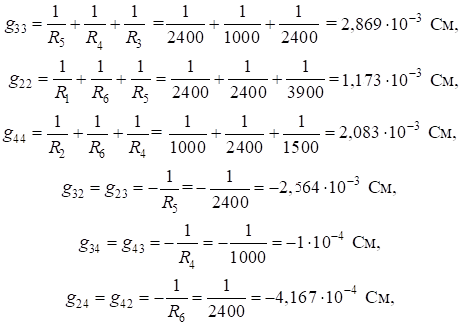 g₃₃ = 1/R₅ + 1/R₄ + 1/R₃ = 1/2400 + 1/1000 + 1/2400 = 2,869·10⁻³ См,
g₂₂ = 1/R₁ + 1/R₆ + 1/R₅ = 1/2400 + 1/2400 + 1/3900 = 1,173·10⁻³ См,
g₄₄ = 1/R₂ + 1/R₆ + 1/R₄ = 1/1000 + 1/2400 + 1/1500 = 2,083·10⁻³ См,
g₃₂ = g₂₃ = −1/R₅ = −1/2400 = −2,564·10⁻³ См,
g₃₄ = g₄₃ = −1/R₄ = −1/1000 = −1·10⁻⁴ См,
g₂₄ = g₄₂ = −1/R₆ = 1/2400 = −4,167·10⁻⁴ См,